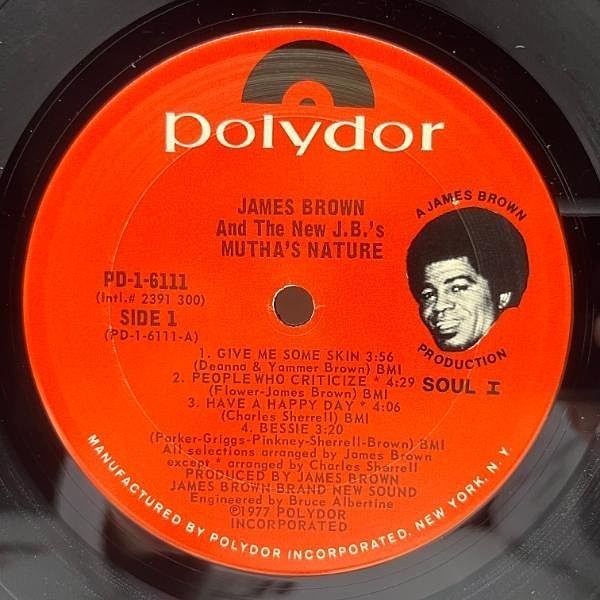 polydor
JAMES BROWN
And The New J.B.'s
MUTHA'S NATURE
A JAMES BROWN
PRODUCTION
SOUL I
PD-1-6111
(Intl.# 2391 300)
SIDE 1
(PD-1-6111-A)
1. GIVE ME SOME SKIN 3:56
(Deanna & Yammer Brown) BMI
2. PEOPLE WHO CRITICIZE * 4:29
(Flower-James Brown) BMI
3. HAVE A HAPPY DAY * 4:06
(Charles Sherrell) BMI
4. BESSIE 3:20
(Parker-Griggs-Pinkney-Sherrell-Brown) BMI
All selections arranged by James Brown
except * arranged by Charles Sherrell
PRODUCED BY JAMES BROWN
JAMES BROWN BRAND NEW SOUND
Engineered by Bruce Albertine
℗1977 POLYDOR
INCORPORATED
MANUFACTURED BY POLYDOR INCORPORATED, NEW YORK, N.Y.